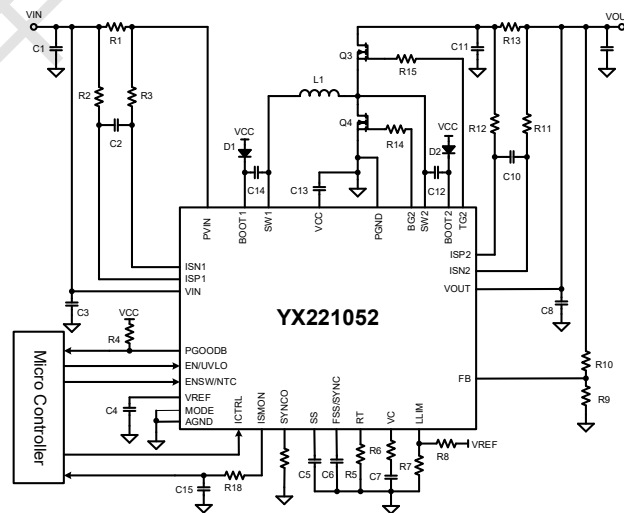 VIN
R1
C1
R2
R3
C2
C11
R13
VOU
Q3
R15
L1
Q4
R14
R12
R11
C10
VCC
D1
C14
C13
VCC
D2
C12
PVIN
BOOT1
SW1
VCC
PGND
BG2
SW2
BOOT2
TG2
ISN1
ISP1
VIN
ISP2
ISN2
VOUT
C3
C8
YX221052
VCC
R4
PGOODB
EN/UVLO
ENSW/NTC
VREF
MODE
AGND
C4
FB
R10
R9
Micro Controller
ICTRL
ISMON
SYNCO
SS
FSS/SYNC
RT
VC
LLIM
C15
R18
C5
C6
R5
R6
C7
R7
R8
VREF